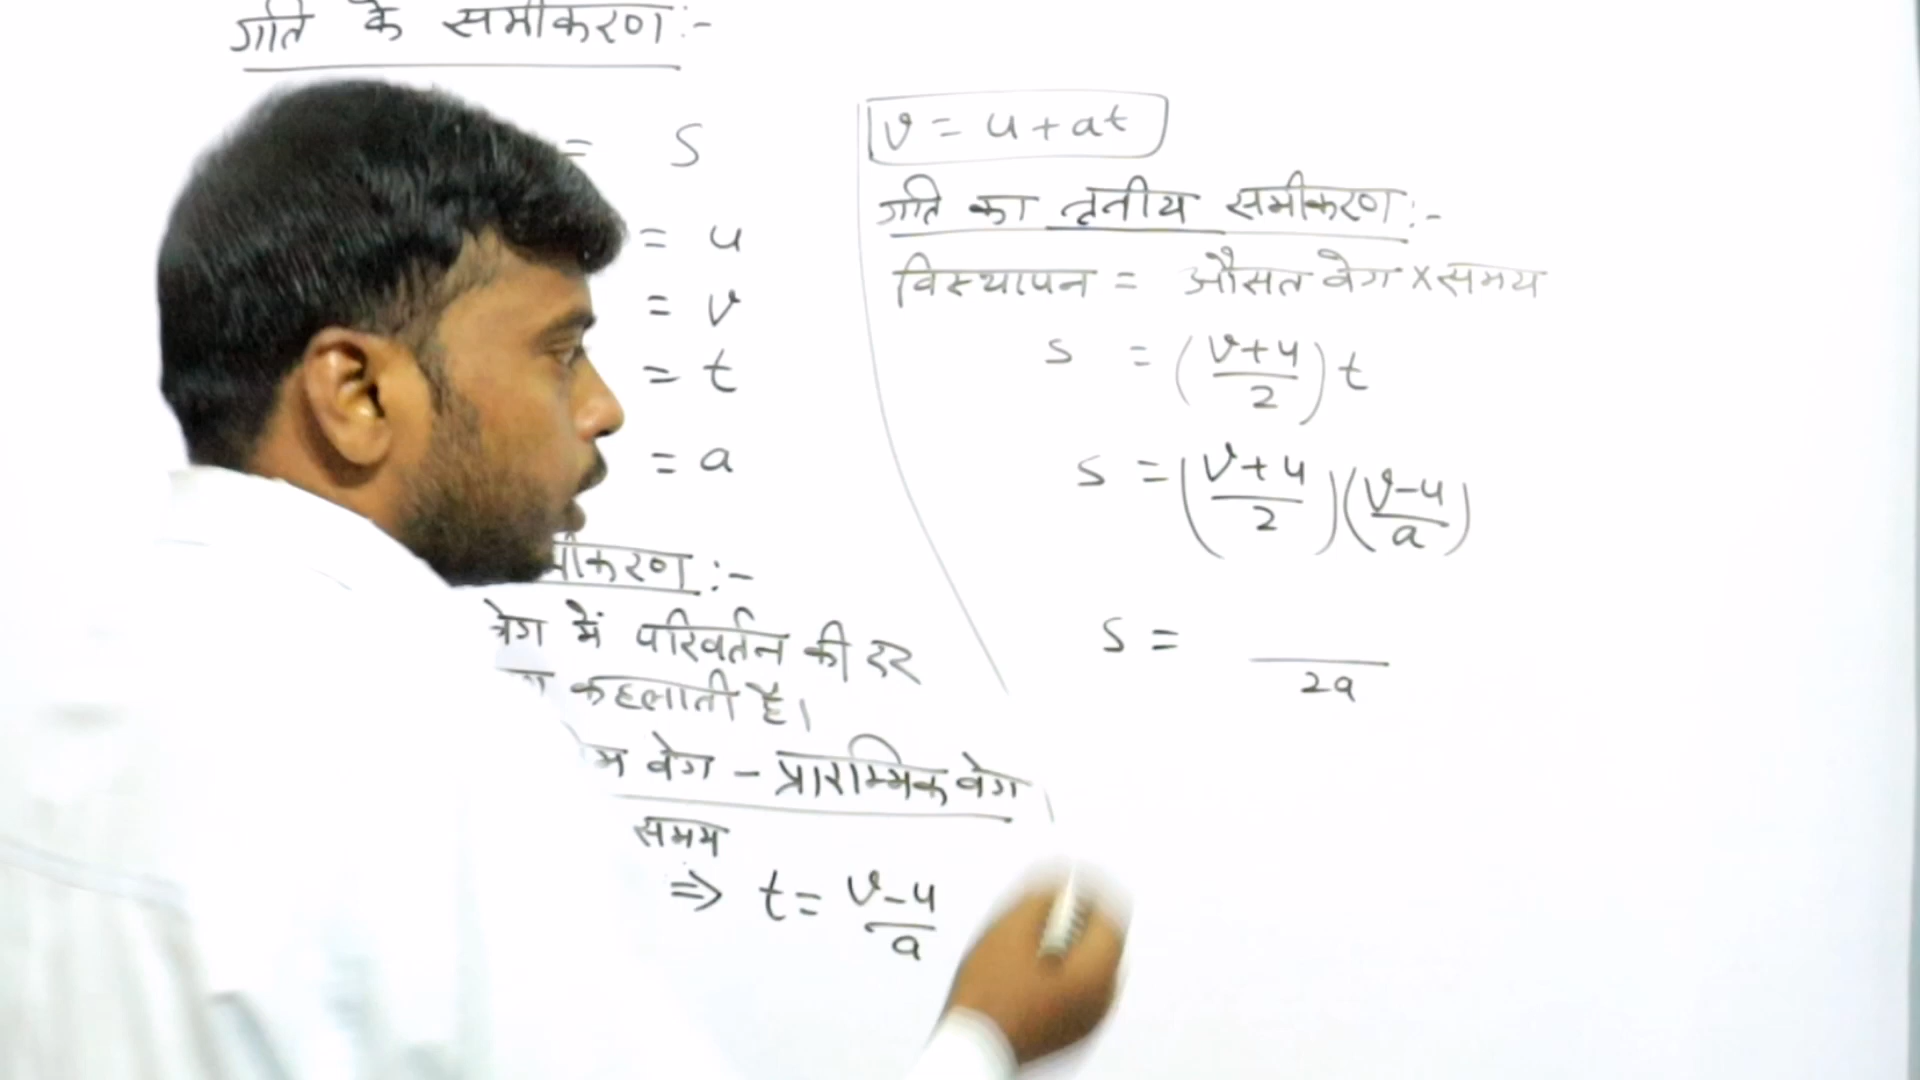 गति के समीकरण:-
= S
= u
= v
= t
= a
मीकरण:-
वेग में परिवर्तन की दर
कहलाती है।
म वेग - प्रारम्भिक वेग
समय
⇒ t = v-u/a
v = u + at
गति का तृतीय समीकरण:-
विस्थापन = औसत वेग × समय
s = (v+u/2) t
s = (v+u/2)(v-u/a)
s = /2a